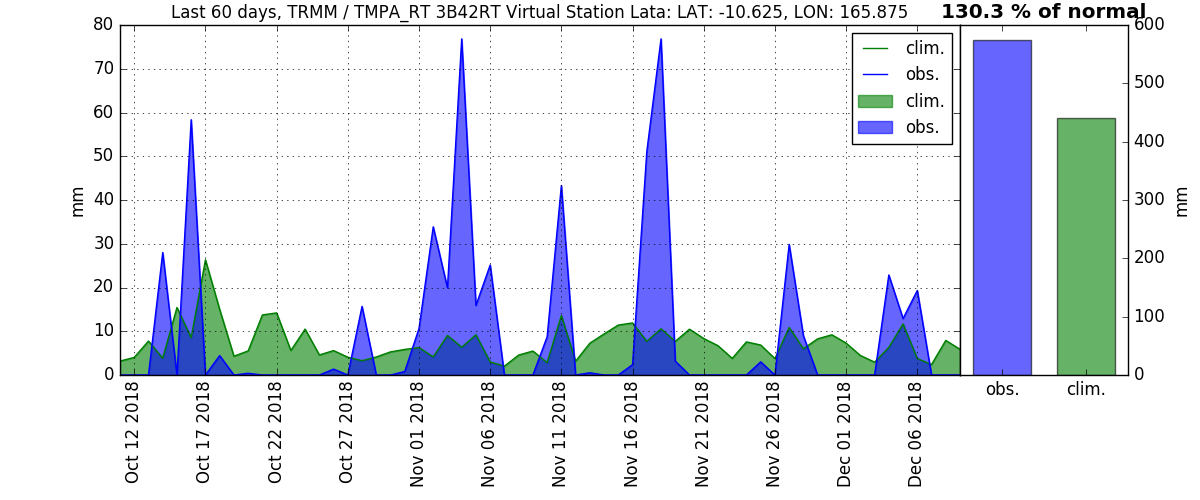 Last 60 days, TRMM / TMPA_RT 3B42RT Virtual Station Lata: LAT: -10.625, LON: 165.875
130.3 % of normal
80
70
60
50
40
30
20
10
0
mm
clim.
obs.
clim.
obs.
600
500
400
300
200
100
0
mm
obs.
clim.
Oct 12 2018
Oct 17 2018
Oct 22 2018
Oct 27 2018
Nov 01 2018
Nov 06 2018
Nov 11 2018
Nov 16 2018
Nov 21 2018
Nov 26 2018
Dec 01 2018
Dec 06 2018